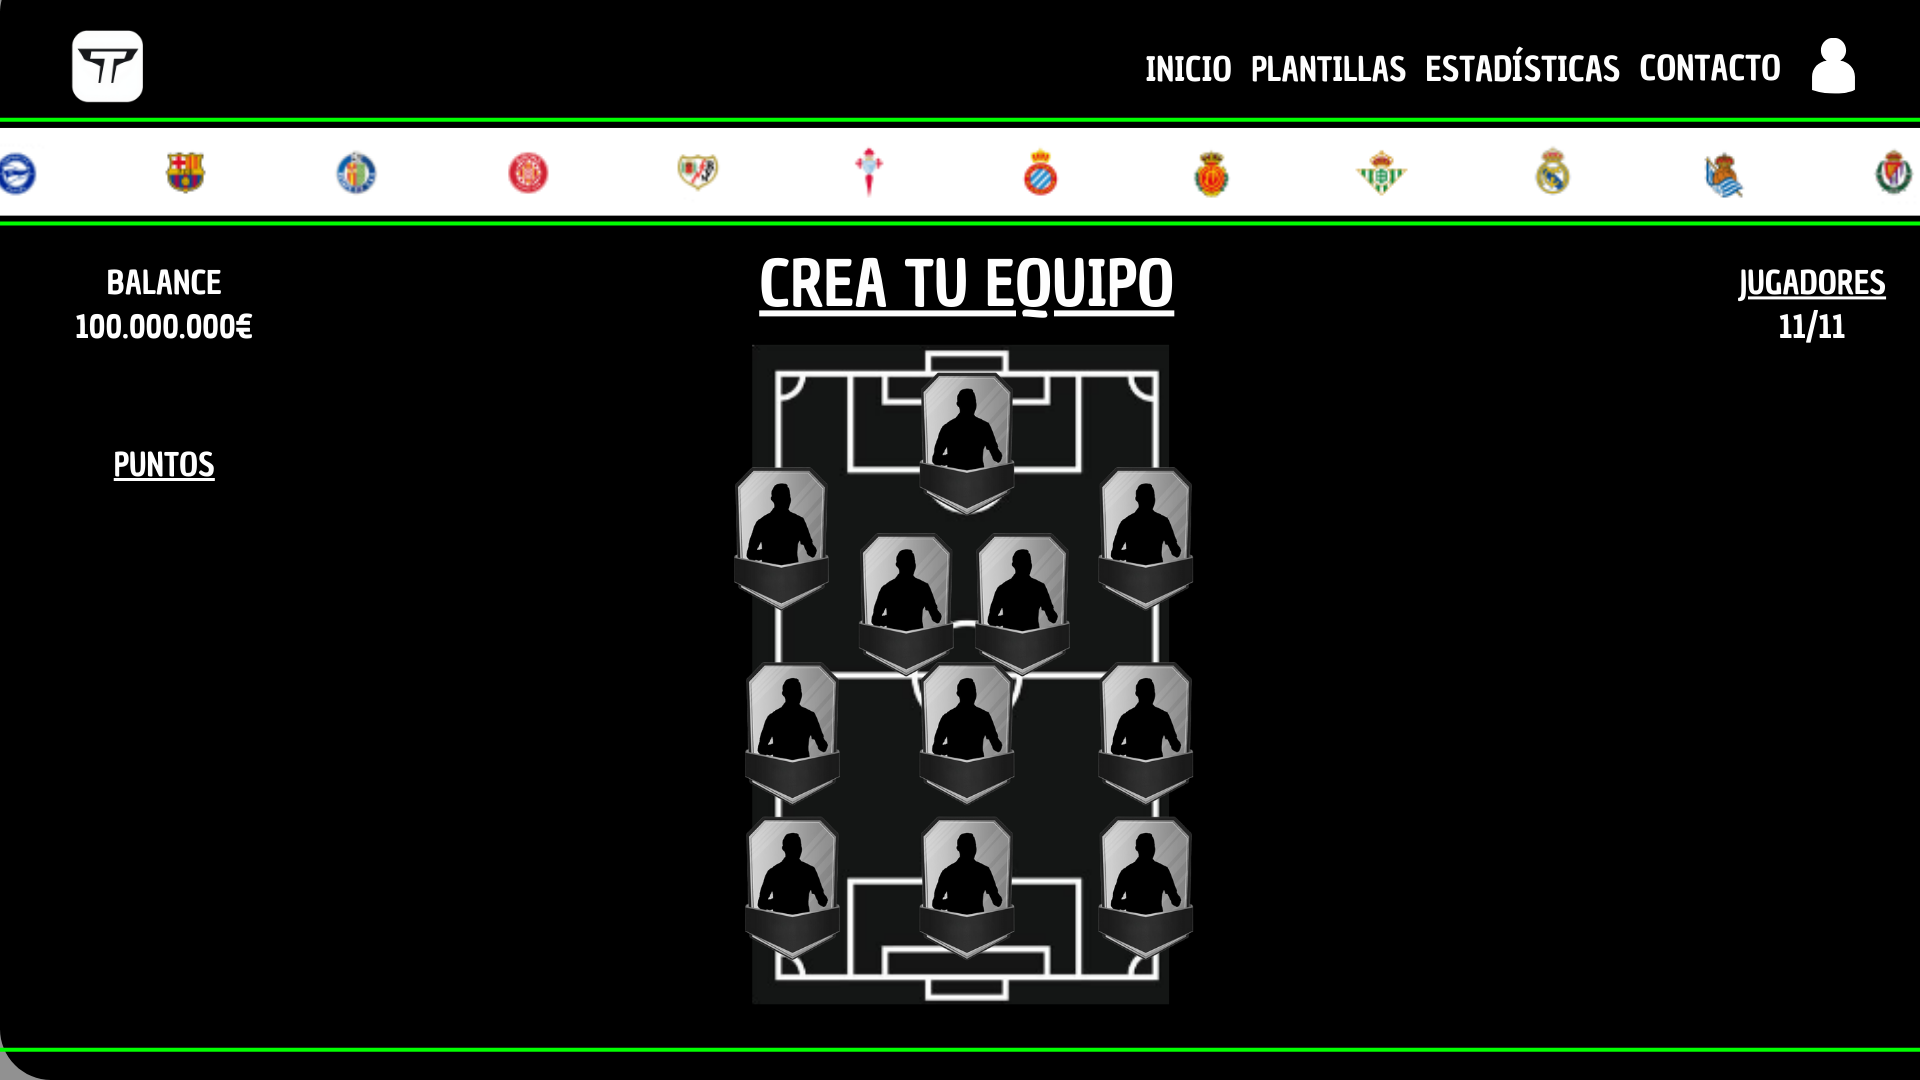 INICIO PLANTILLAS ESTADÍSTICAS CONTACTO
CREA TU EQUIPO
BALANCE
100.000.000€
JUGADORES
11/11
PUNTOS